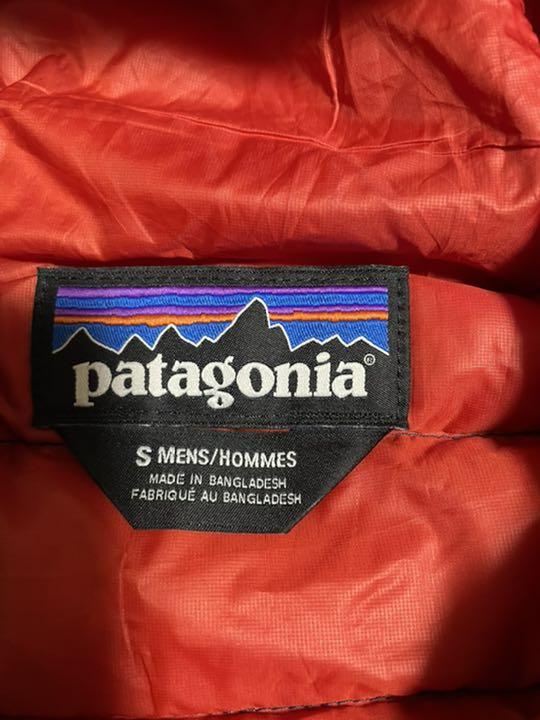 patagonia®
S MENS/HOMMES
MADE IN BANGLADESH
FABRIQUÉ AU BANGLADESH